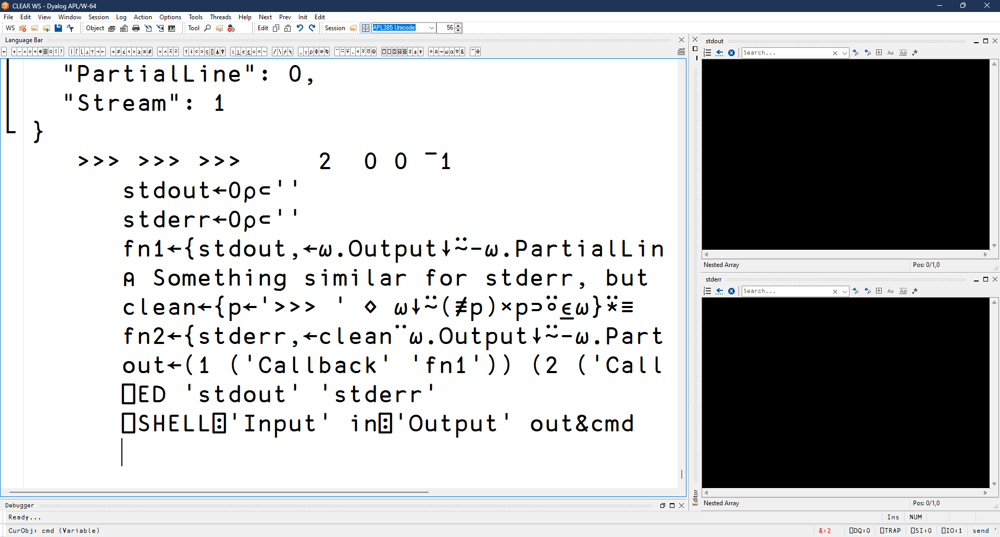 CLEAR WS - Dyalog APL/W-64
File Edit View Window Session Log Action Options Tools Threads Help Next Prev Init Edit
WS Object Tool Edit Session APL385 Unicode 56
Language Bar
"PartialLine": 0,
"Stream": 1
}
>>> >>> >>> 2 0 0 ¯1
stdout←0⍴⊂''
stderr←0⍴⊂''
fn1←{stdout,←⍵.Output↓⍨-⍵.PartialLin
⍝ Something similar for stderr, but
clean←{p←'>>> ' ⋄ ⍵↓⍨(≢p)×p⊃⍤⍷⍵}⍣≡
fn2←{stderr,←clean¨⍵.Output↓⍨-⍵.Part
out←(1 ('Callback' 'fn1')) (2 ('Call
⎕ED 'stdout' 'stderr'
⎕SHELL⍠'Input' in⍠'Output' out&cmd
Debugger
Ready...
CurObj: cmd (Variable)
Editor
stdout
Search...
Nested Array Pos: 0/1,0
stderr
Search...
Nested Array Pos: 0/1,0
Ins NUM
&:2 ⎕DQ:0 ⎕TRAP ⎕SI:0 ⎕IO:1 send '